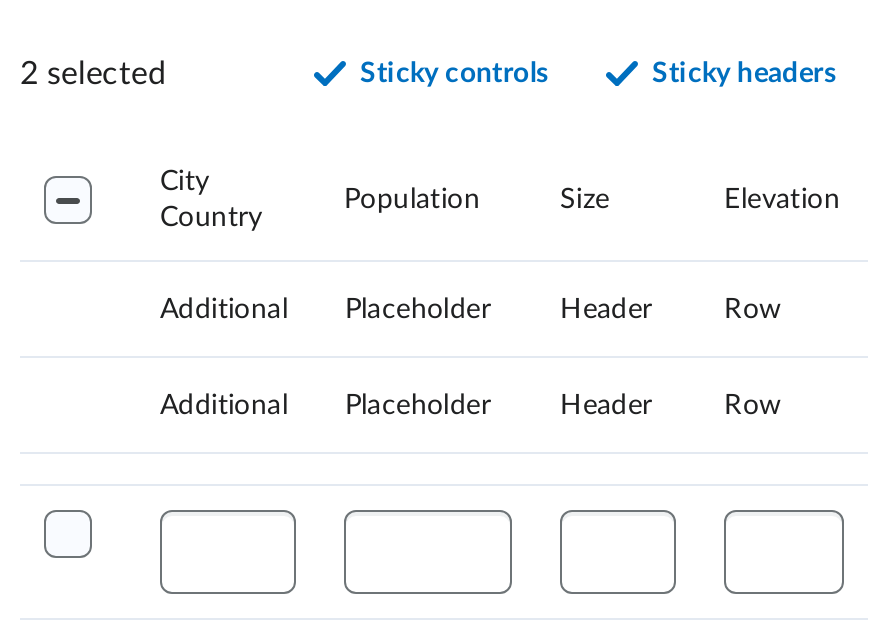 2 selected Sticky controls Sticky headers
City
Country Population Size Elevation
Additional Placeholder Header Row
Additional Placeholder Header Row